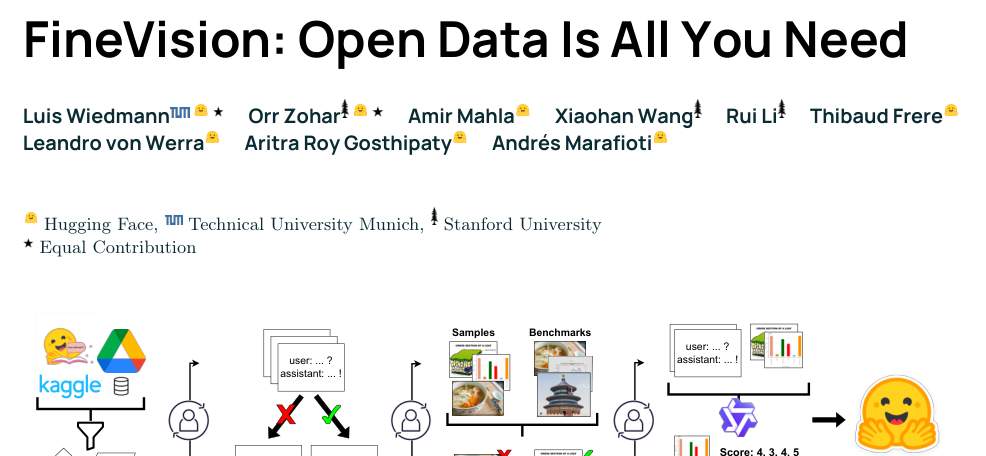 FineVision: Open Data Is All You Need
Luis Wiedmann Orr Zohar Amir Mahla Xiaohan Wang Rui Li Thibaud Frere
Leandro von Werra Aritra Roy Gosthipaty Andrés Marafioti
Hugging Face, TUM Technical University Munich, Stanford University
★ Equal Contribution
Samples Benchmarks
user: ... ?
assistant: ... !
user: ... ?
assistant: ... !
kaggle
Score: 4, 3, 4, 5